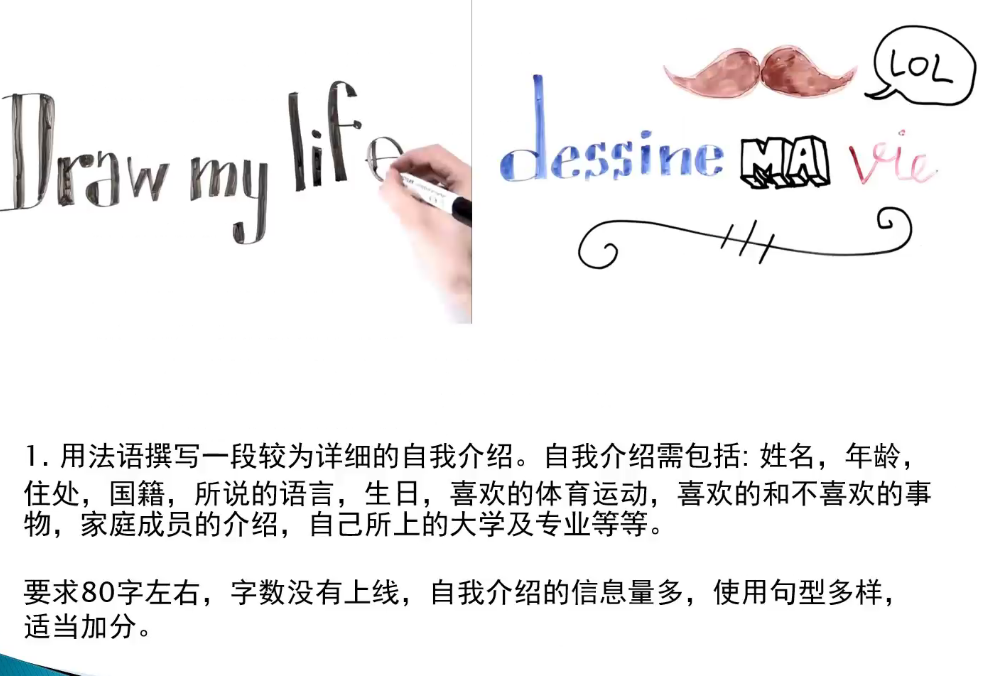 Draw my life
LOL
dessine MA vie
1. 用法语撰写一段较为详细的自我介绍。自我介绍需包括: 姓名，年龄，
住处，国籍，所说的语言，生日，喜欢的体育运动，喜欢的和不喜欢的事
物，家庭成员的介绍，自己所上的大学及专业等等。
要求80字左右，字数没有上线，自我介绍的信息量多，使用句型多样，
适当加分。